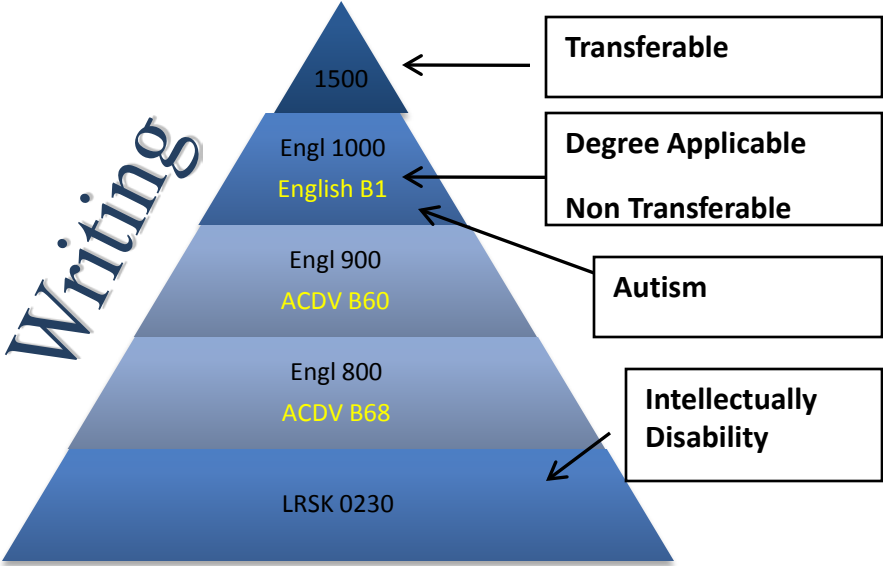 Writing
1500
Transferable
Engl 1000
English B1
Degree Applicable
Non Transferable
Engl 900
ACDV B60
Autism
Engl 800
ACDV B68
Intellectually
Disability
LRSK 0230